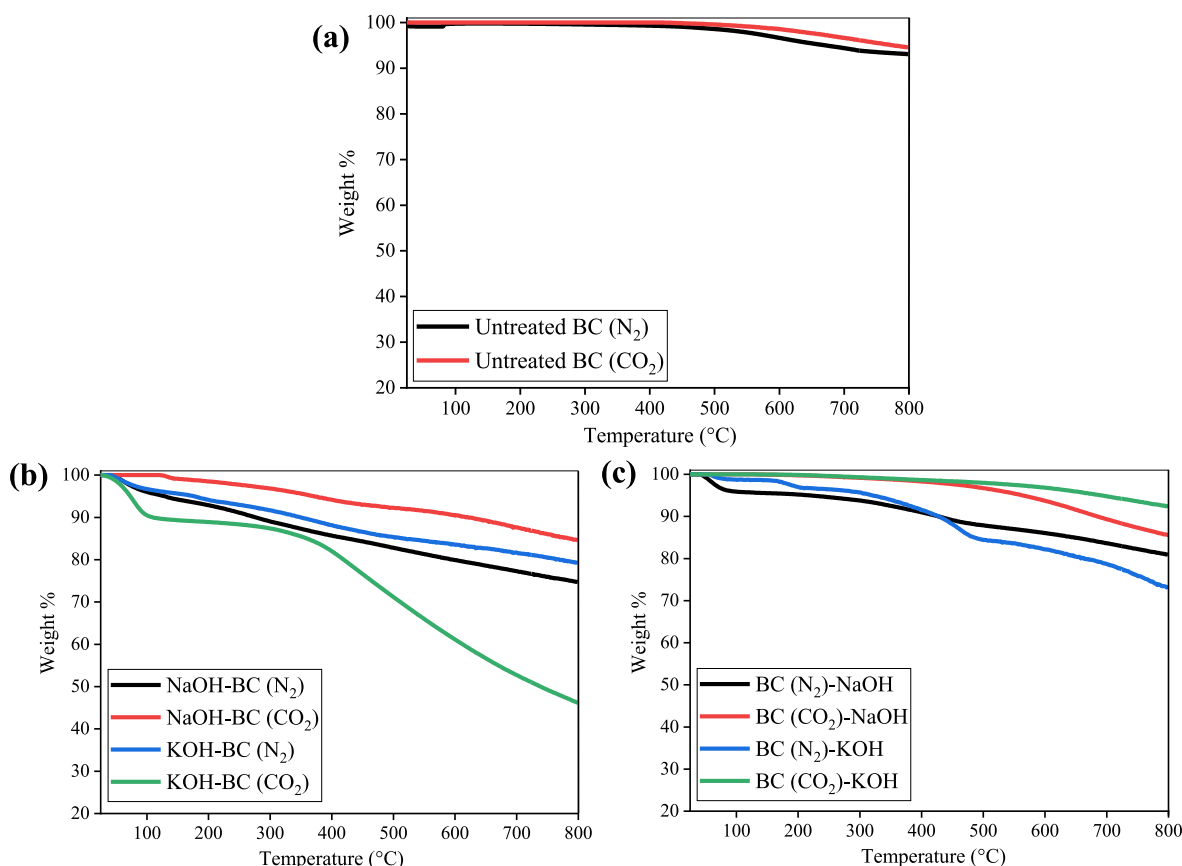 (a)
Weight %
100
90
80
70
60
50
40
30
20
Untreated BC (N₂)
Untreated BC (CO₂)
100 200 300 400 500 600 700 800
Temperature (°C)
(b)
Weight %
100
90
80
70
60
50
40
30
20
NaOH-BC (N₂)
NaOH-BC (CO₂)
KOH-BC (N₂)
KOH-BC (CO₂)
100 200 300 400 500 600 700 800
Temperature (°C)
(c)
Weight %
100
90
80
70
60
50
40
30
20
BC (N₂)-NaOH
BC (CO₂)-NaOH
BC (N₂)-KOH
BC (CO₂)-KOH
100 200 300 400 500 600 700 800
Temperature (°C)